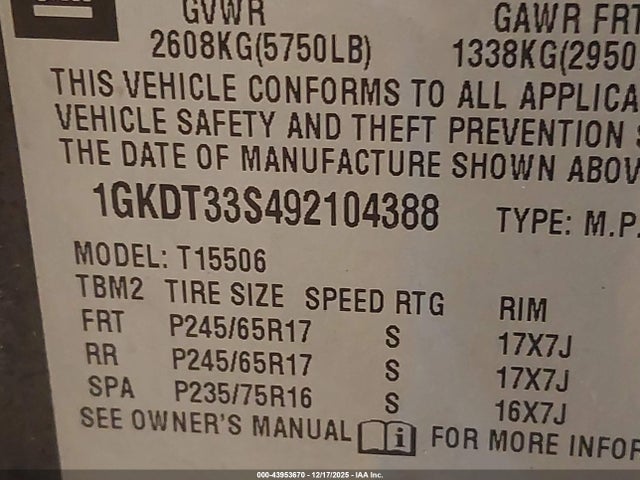 GVWR GAWR FRT
2608KG(5750LB) 1338KG(2950
THIS VEHICLE CONFORMS TO ALL APPLICA
VEHICLE SAFETY AND THEFT PREVENTION
THE DATE OF MANUFACTURE SHOWN ABOV
1GKDT33S492104388 TYPE: M.P.
MODEL: T15506
TBM2 TIRE SIZE SPEED RTG RIM
FRT P245/65R17 S 17X7J
RR P245/65R17 S 17X7J
SPA P235/75R16 S 16X7J
SEE OWNER'S MANUAL i FOR MORE INFOR
000-43953670 - 12/17/2025 - IAA Inc.